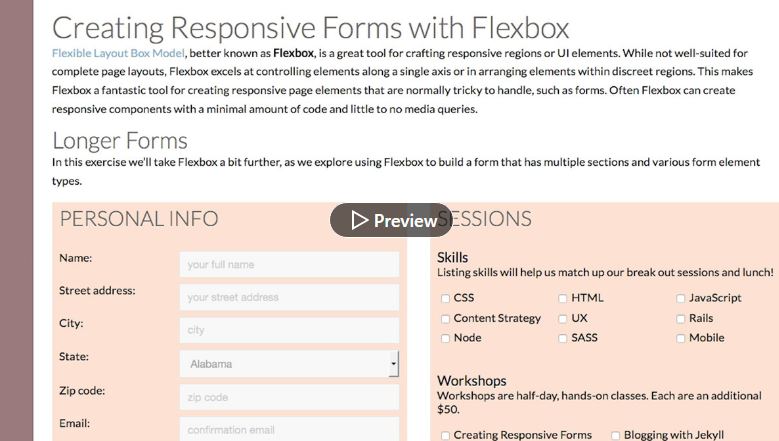 Creating Responsive Forms with Flexbox
Flexible Layout Box Model, better known as Flexbox, is a great tool for crafting responsive regions or UI elements. While not well-suited for
complete page layouts, Flexbox excels at controlling elements along a single axis or in arranging elements within discreet regions. This makes
Flexbox a fantastic tool for creating responsive page elements that are normally tricky to handle, such as forms. Often Flexbox can create
responsive components with a minimal amount of code and little to no media queries.
Longer Forms
In this exercise we'll take Flexbox a bit further, as we explore using Flexbox to build a form that has multiple sections and various form element
types.
PERSONAL INFO
Name:
your full name
Street address:
your street address
City:
city
State:
Alabama
Zip code:
zip code
Email:
confirmation email
Preview
SESSIONS
Skills
Listing skills will help us match up our break out sessions and lunch!
CSS HTML JavaScript
Content Strategy UX Rails
Node SASS Mobile
Workshops
Workshops are half-day, hands-on classes. Each are an additional
$50.
Creating Responsive Forms Blogging with Jekyll